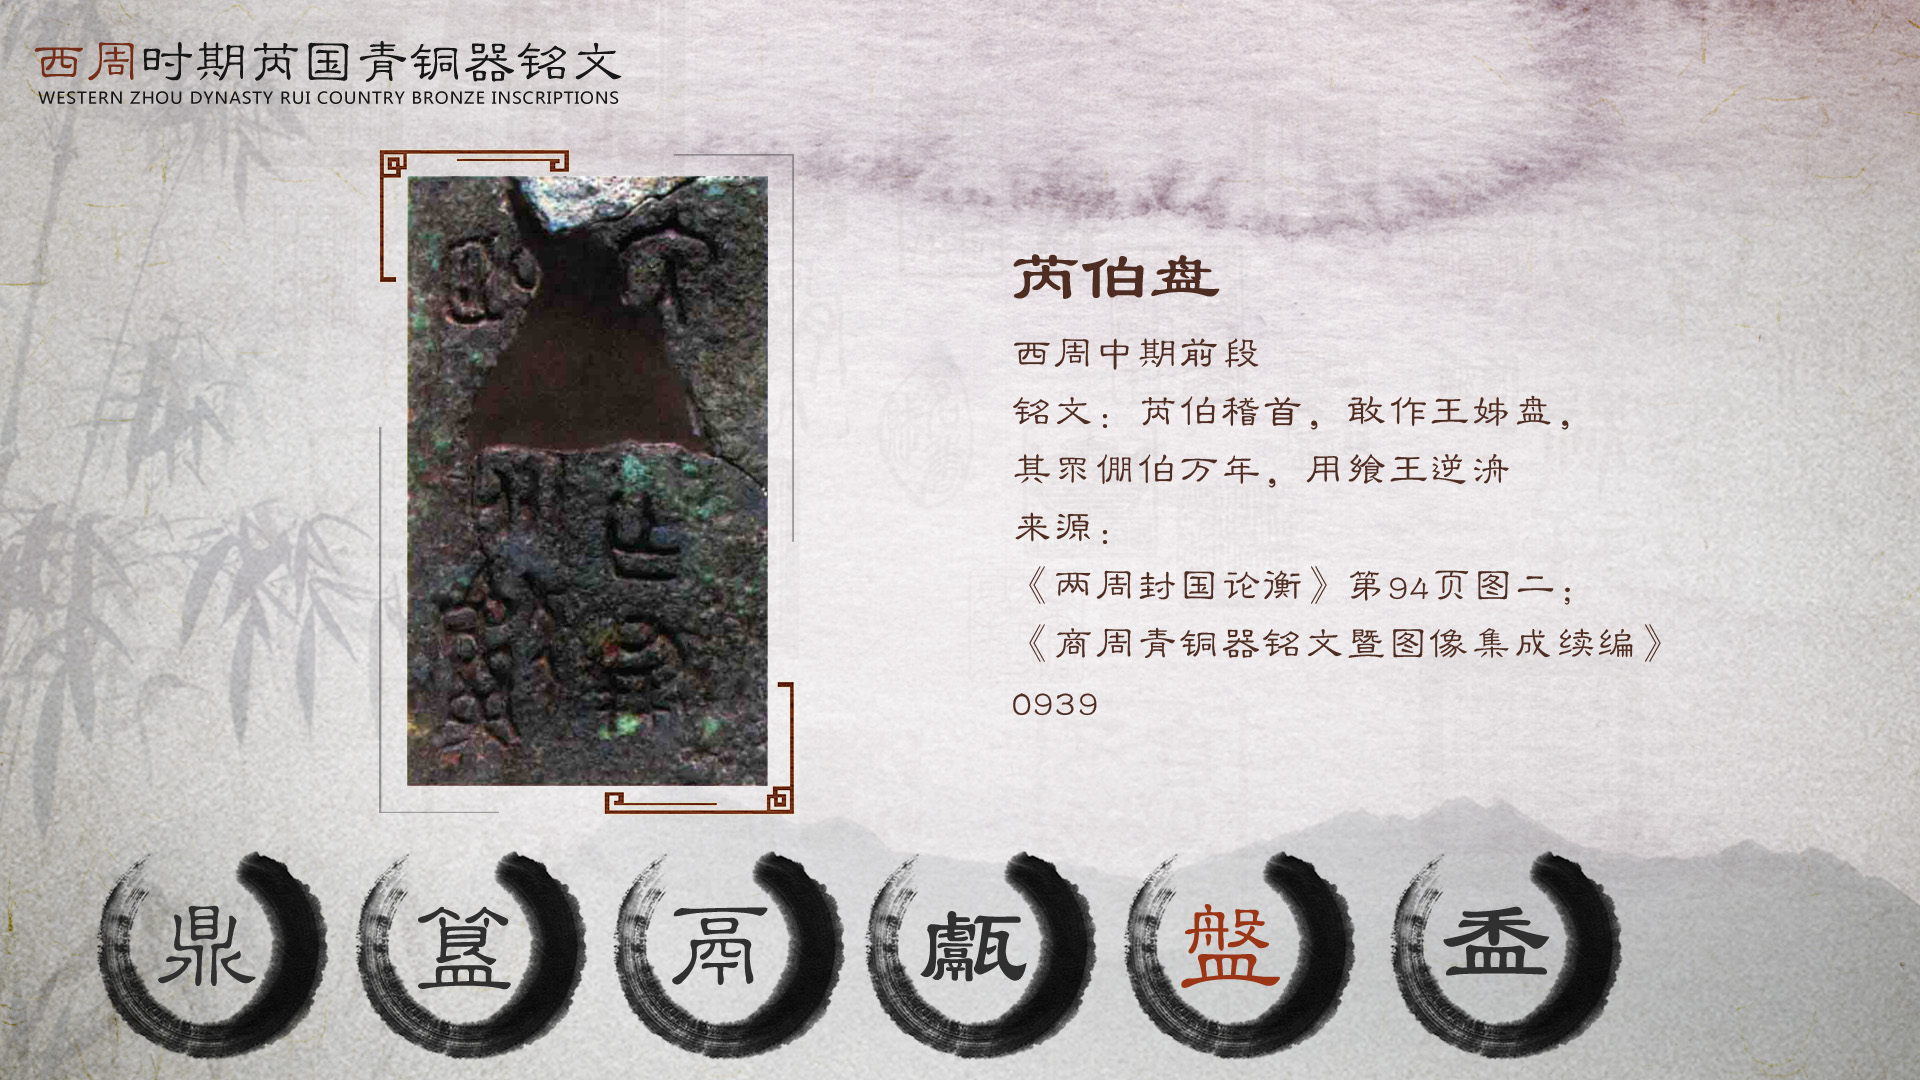 西周时期芮国青铜器铭文
WESTERN ZHOU DYNASTY RUI COUNTRY BRONZE INSCRIPTIONS
芮伯盘
西周中期前段
铭文：芮伯稽首，敢作王姊盘，
其眔倗伯万年，用飨王逆洀
来源：
《两周封国论衡》第94页图二；
《商周青铜器铭文暨图像集成续编》
0939
鼎
簋
鬲
甗
盤
盉